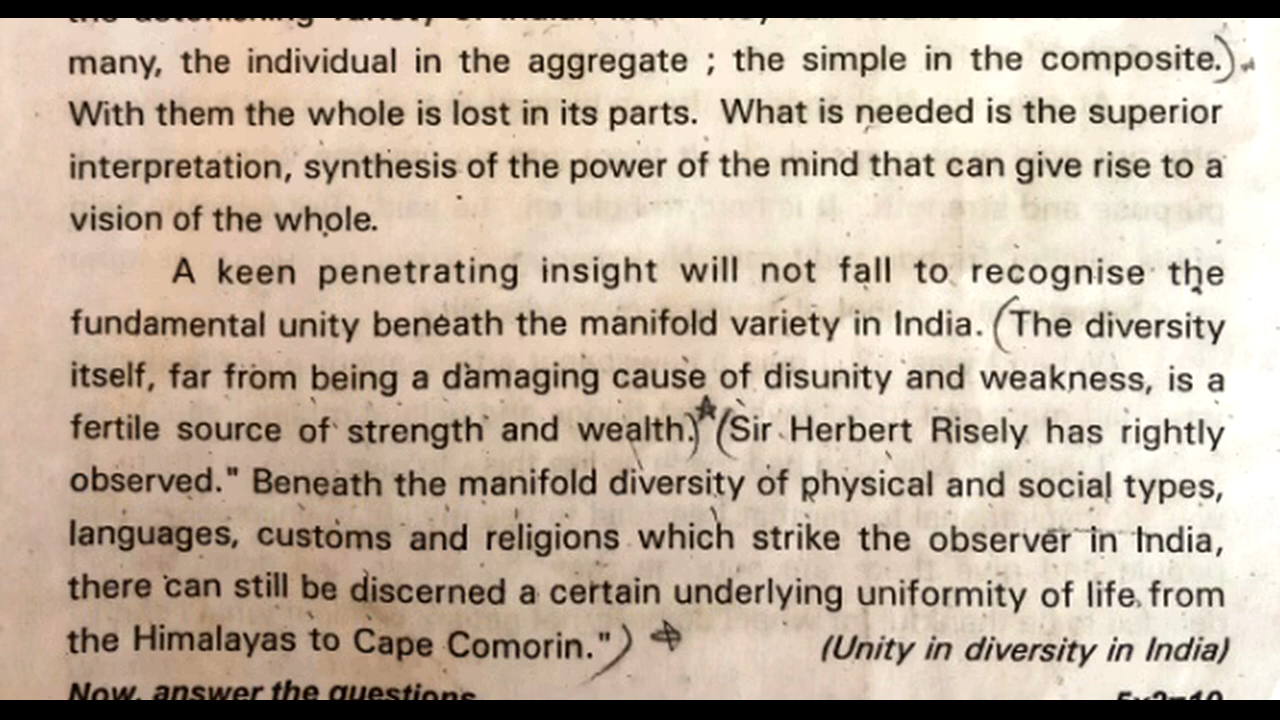 many, the individual in the aggregate ; the simple in the composite.)
With them the whole is lost in its parts. What is needed is the superior
interpretation, synthesis of the power of the mind that can give rise to a
vision of the whole.
A keen penetrating insight will not fall to recognise the
fundamental unity beneath the manifold variety in India. (The diversity
itself, far from being a damaging cause of disunity and weakness, is a
fertile source of strength and wealth.) (Sir Herbert Risely has rightly
observed." Beneath the manifold diversity of physical and social types,
languages, customs and religions which strike the observer in India,
there can still be discerned a certain underlying uniformity of life from
the Himalayas to Cape Comorin.") (Unity in diversity in India)
Now, answer the questions 5x2=10